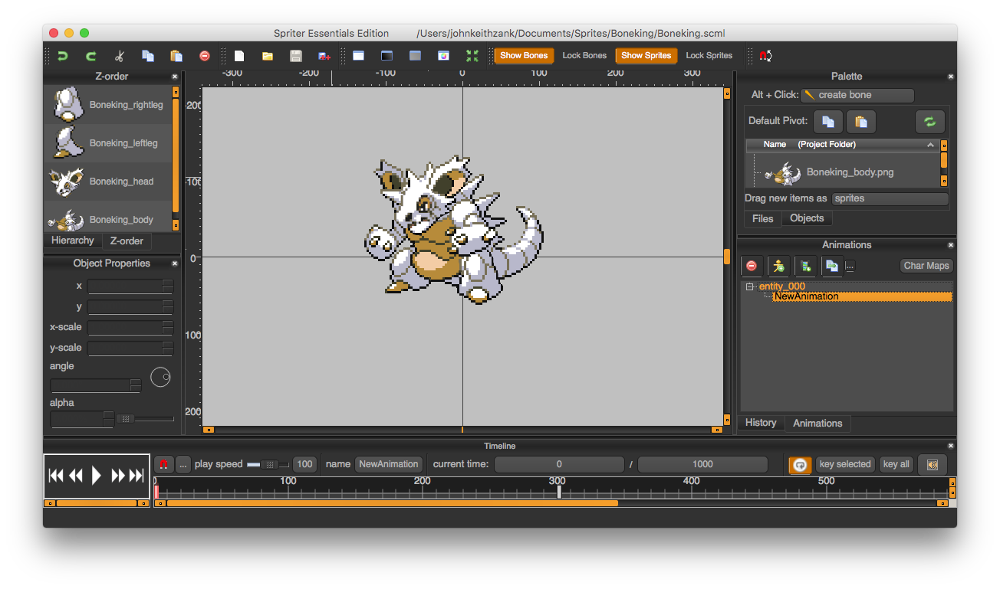 Spriter Essentials Edition /Users/johnkeithzank/Documents/Sprites/Boneking/Boneking.scml
Show Bones Lock Bones Show Sprites Lock Sprites
Z-order
Boneking_rightleg
Boneking_leftleg
Boneking_head
Boneking_body
Hierarchy Z-order
Object Properties
x
y
x-scale
y-scale
angle
alpha
-300 -200 -100 0 100 200 300
-200
-100
0
100
200
Palette
Alt + Click: create bone
Default Pivot:
Name (Project Folder)
Boneking_body.png
Drag new items as sprites
Files Objects
Animations
... Char Maps
entity_000
NewAnimation
History Animations
Timeline
... play speed 100 name NewAnimation current time: 0 / 1000 key selected key all
0 100 200 300 400 500